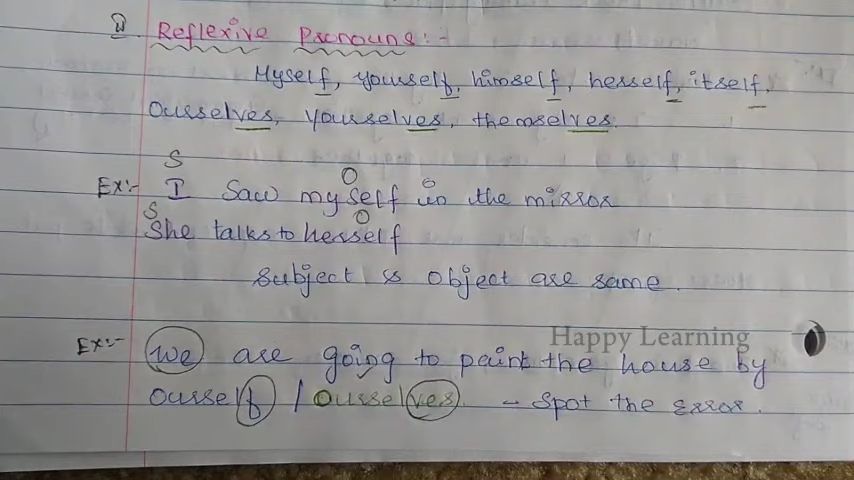 Reflexive Pronouns:-
Myself, yourself, himself, herself, itself,
Ourselves, yourselves, themselves.
S
O
O
Ex:- I saw myself in the mirror
S
O
She talks to herself
subject & object are same.
Happy Learning
Ex:- We are going to paint the house by
ourself / ourselves - Spot the Error.